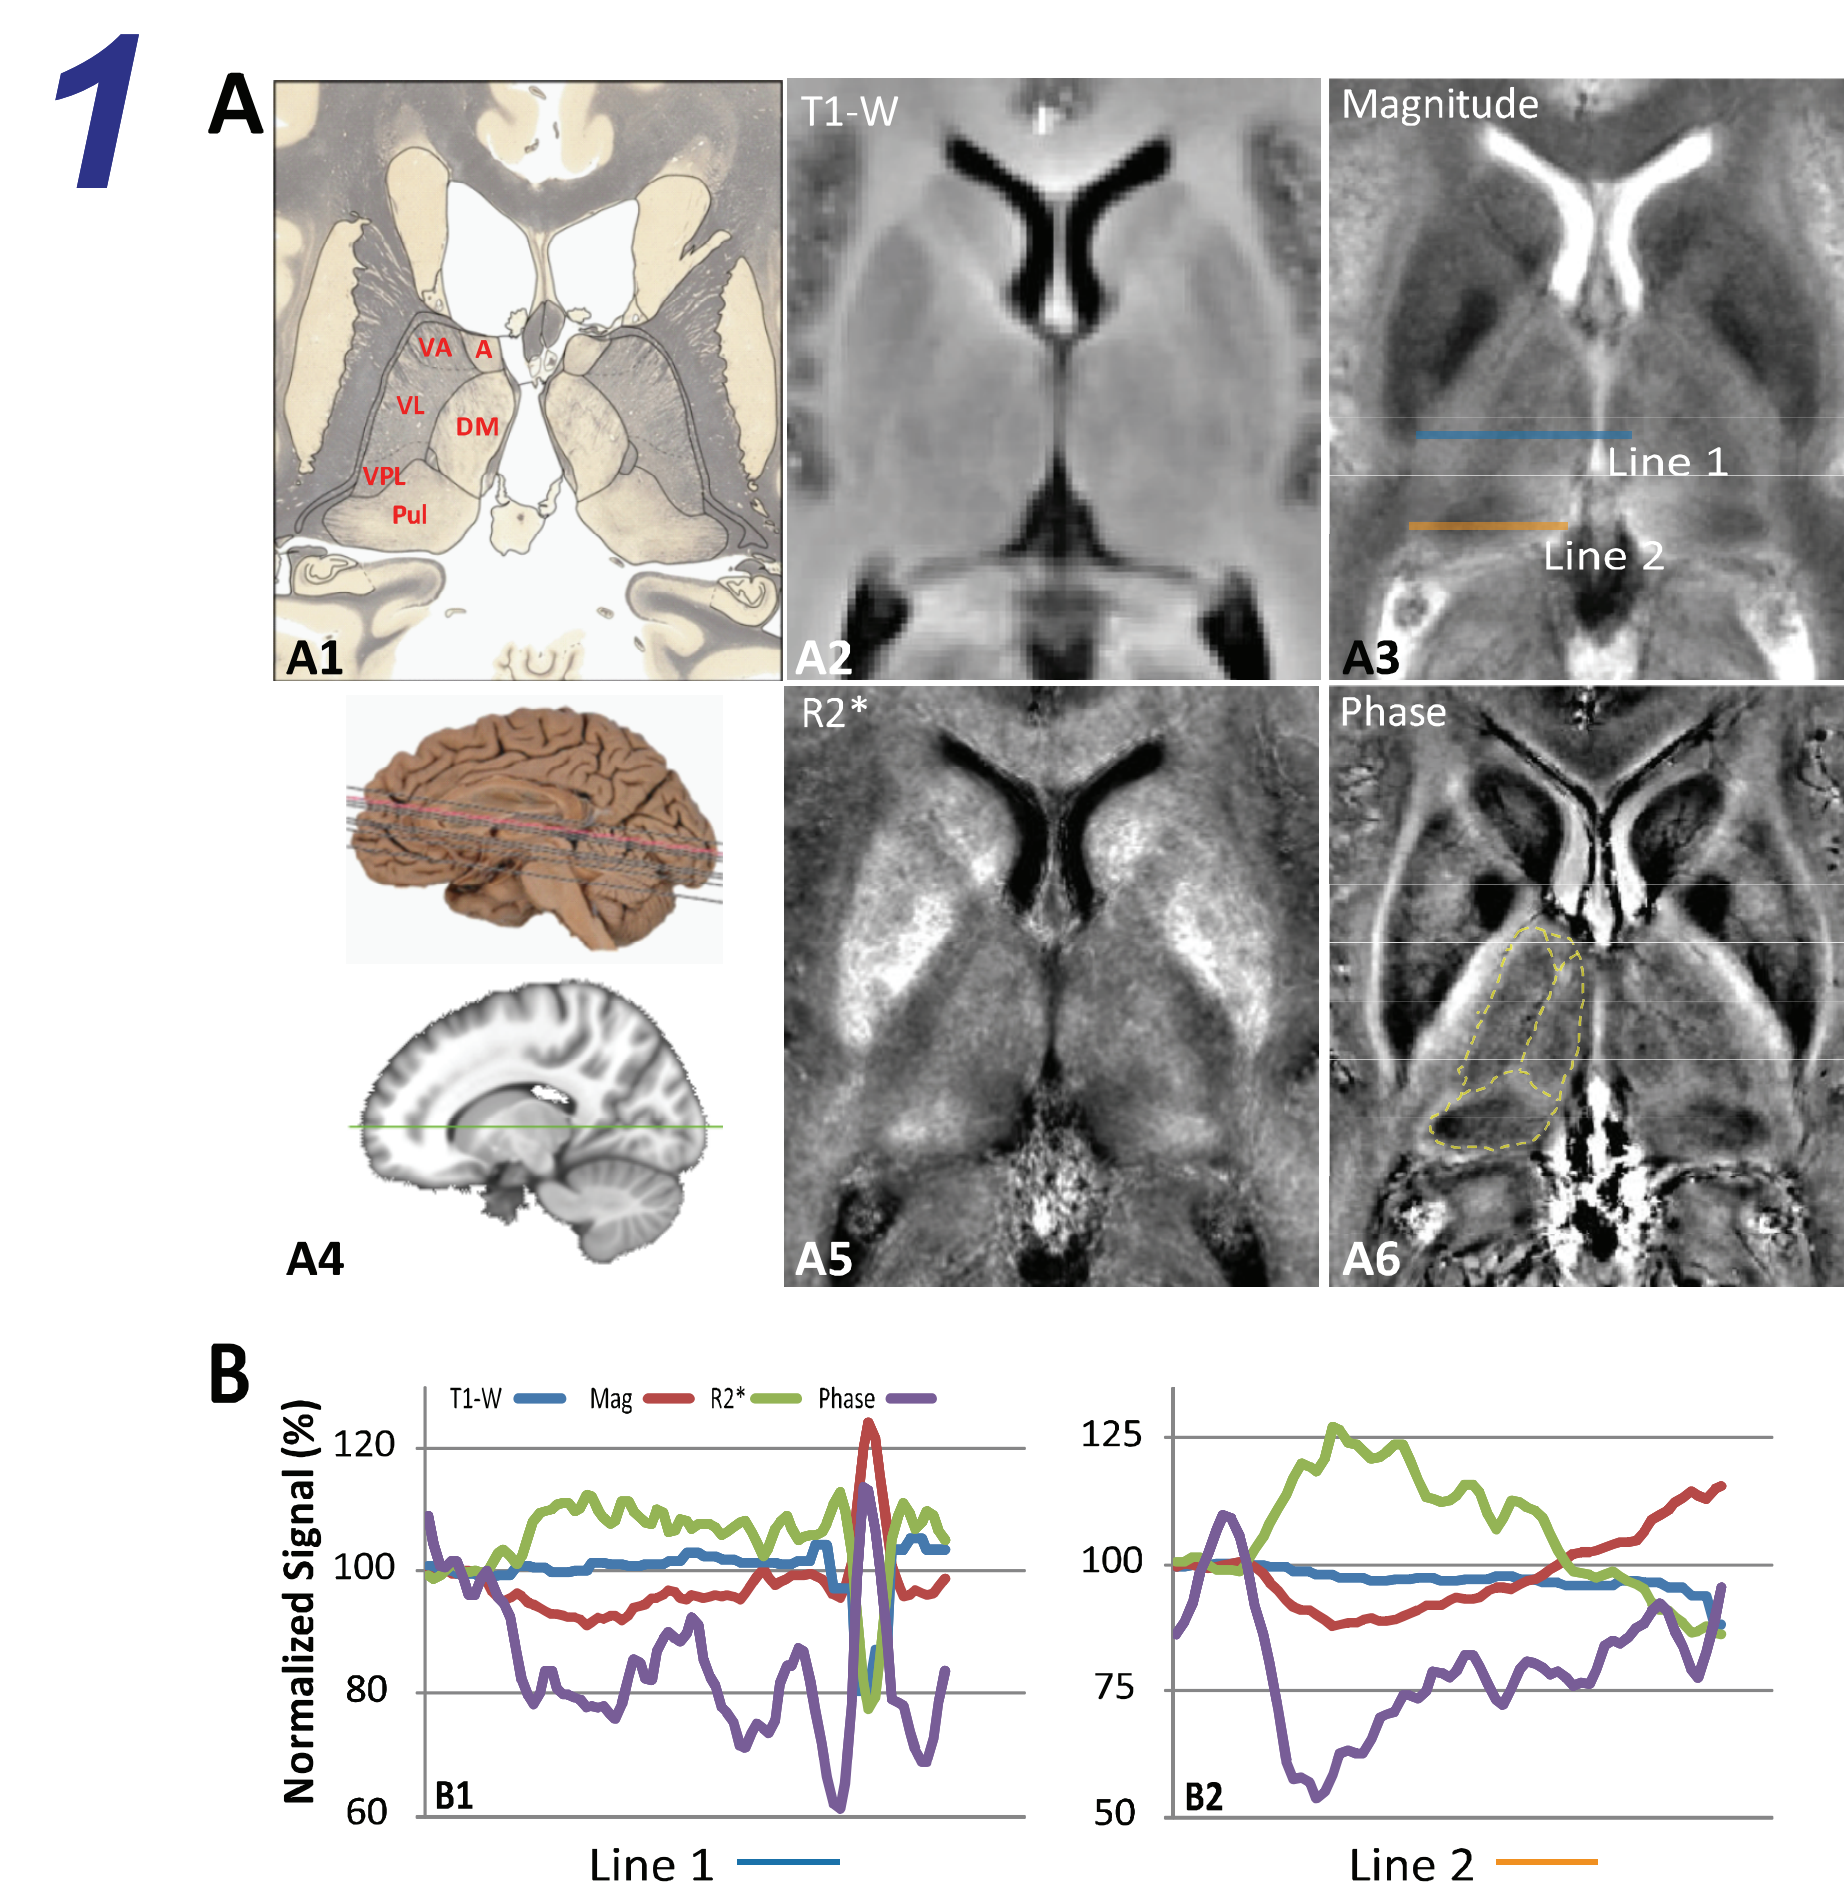 1
A
T1-W
Magnitude
VA
A
VL
DM
VPL
Pul
Line 1
Line 2
A1
A2
A3
R2*
Phase
A4
A5
A6
B
Normalized Signal (%)
T1-W
Mag
R2*
Phase
120
100
80
60
B1
Line 1
125
100
75
50
B2
Line 2